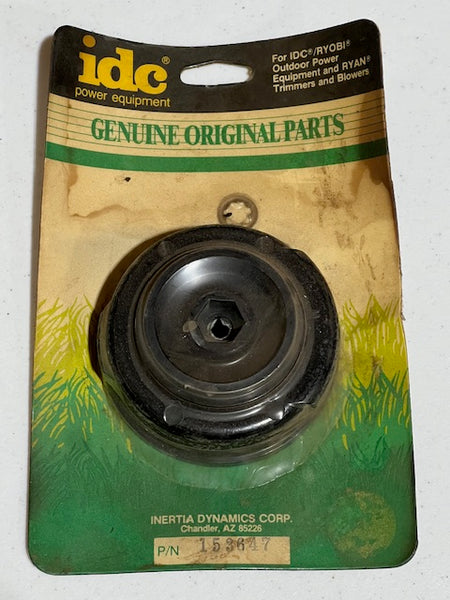 idc®
power equipment
For IDC®/RYOBI®
Outdoor Power
Equipment and RYAN®
Trimmers and Blowers
GENUINE ORIGINAL PARTS
INERTIA DYNAMICS CORP.
Chandler, AZ 85226
P/N 153647